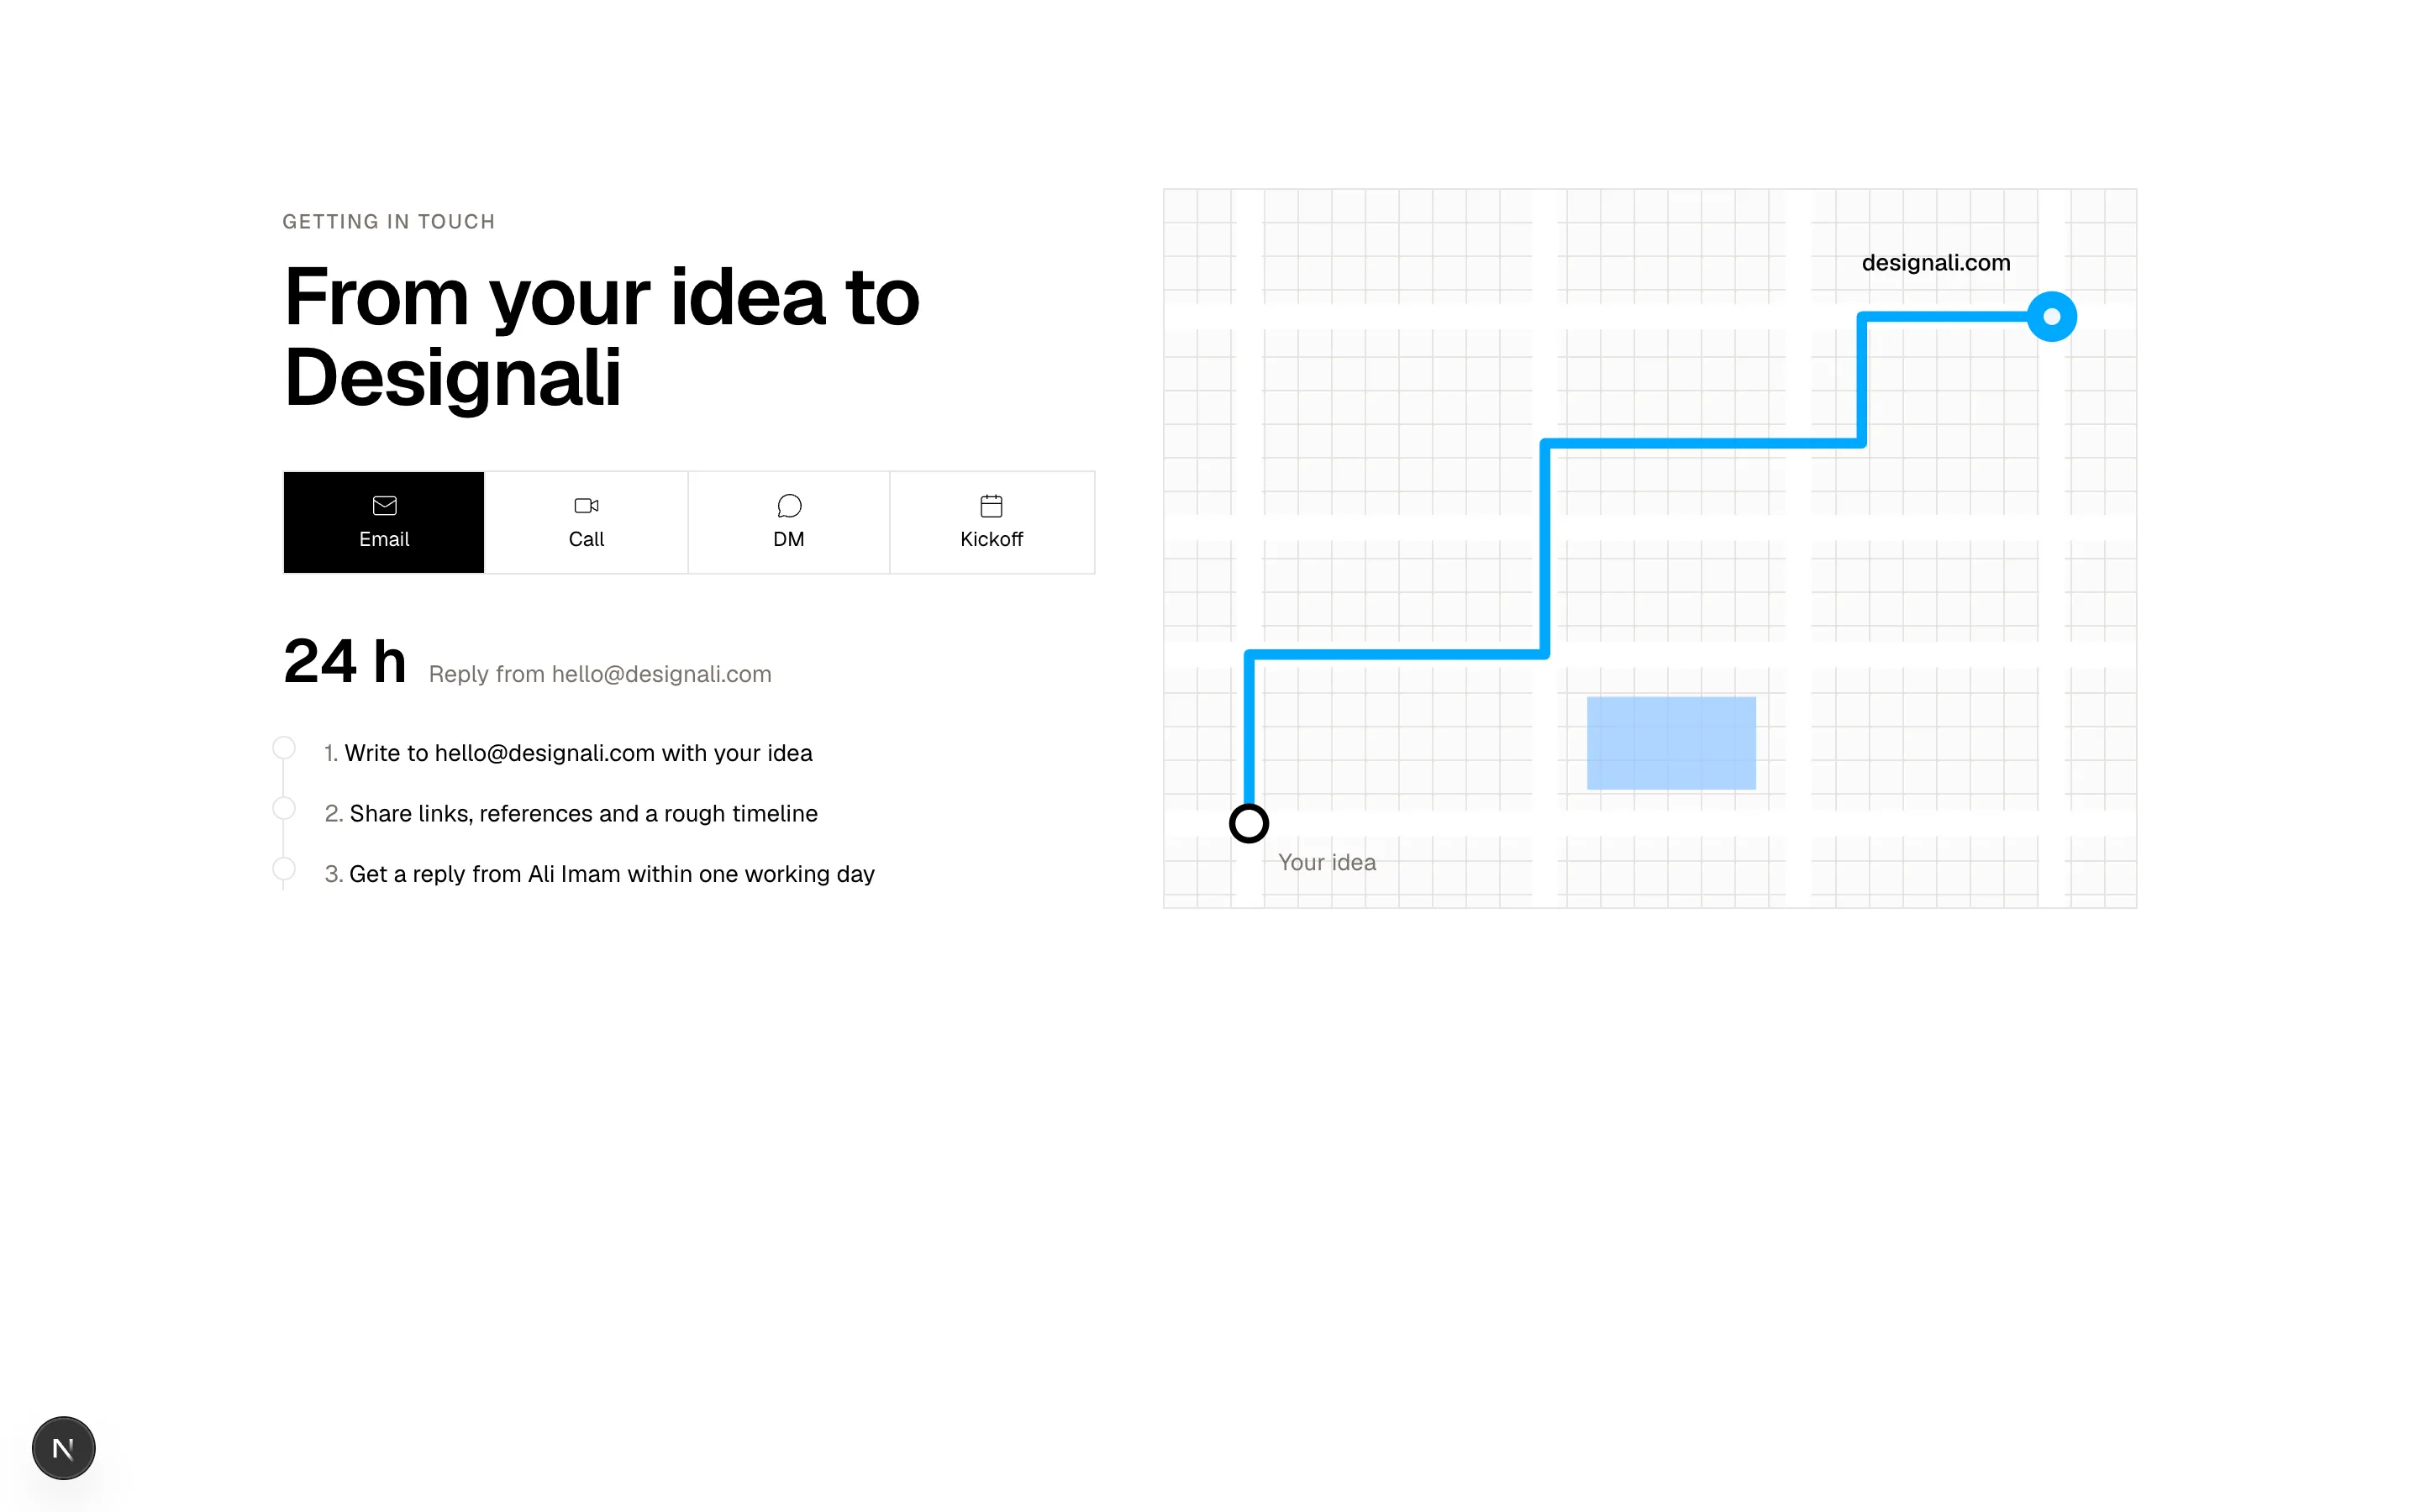 GETTING IN TOUCH
From your idea to
Designali
Email
Call
DM
Kickoff
24 h Reply from hello@designali.com
1. Write to hello@designali.com with your idea
2. Share links, references and a rough timeline
3. Get a reply from Ali Imam within one working day
designali.com
Your idea
N